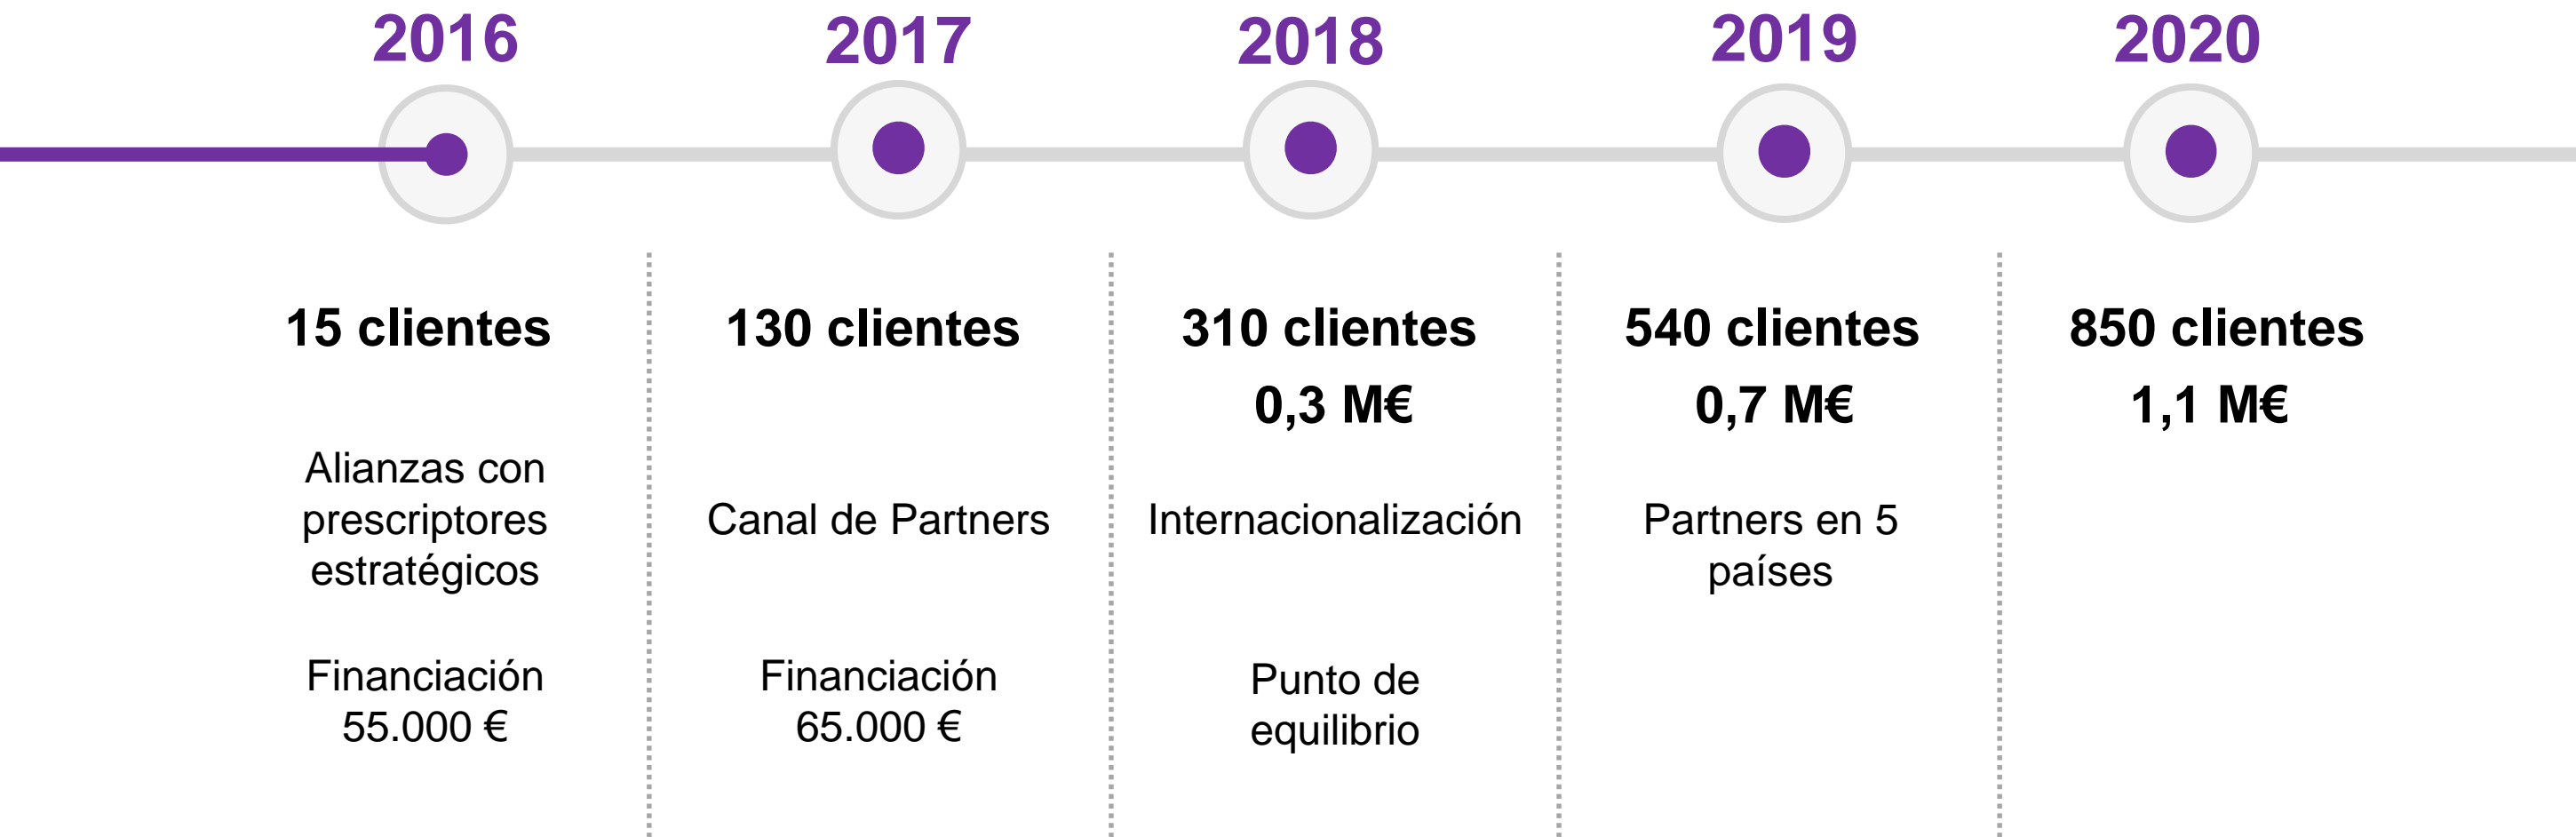 2016
2017
2018
2019
2020
15 clientes
130 clientes
310 clientes
540 clientes
850 clientes
0,3 M€
0,7 M€
1,1 M€
Alianzas con
prescriptores
estratégicos
Canal de Partners
Internacionalización
Partners en 5
países
Financiación
55.000 €
Financiación
65.000 €
Punto de
equilibrio